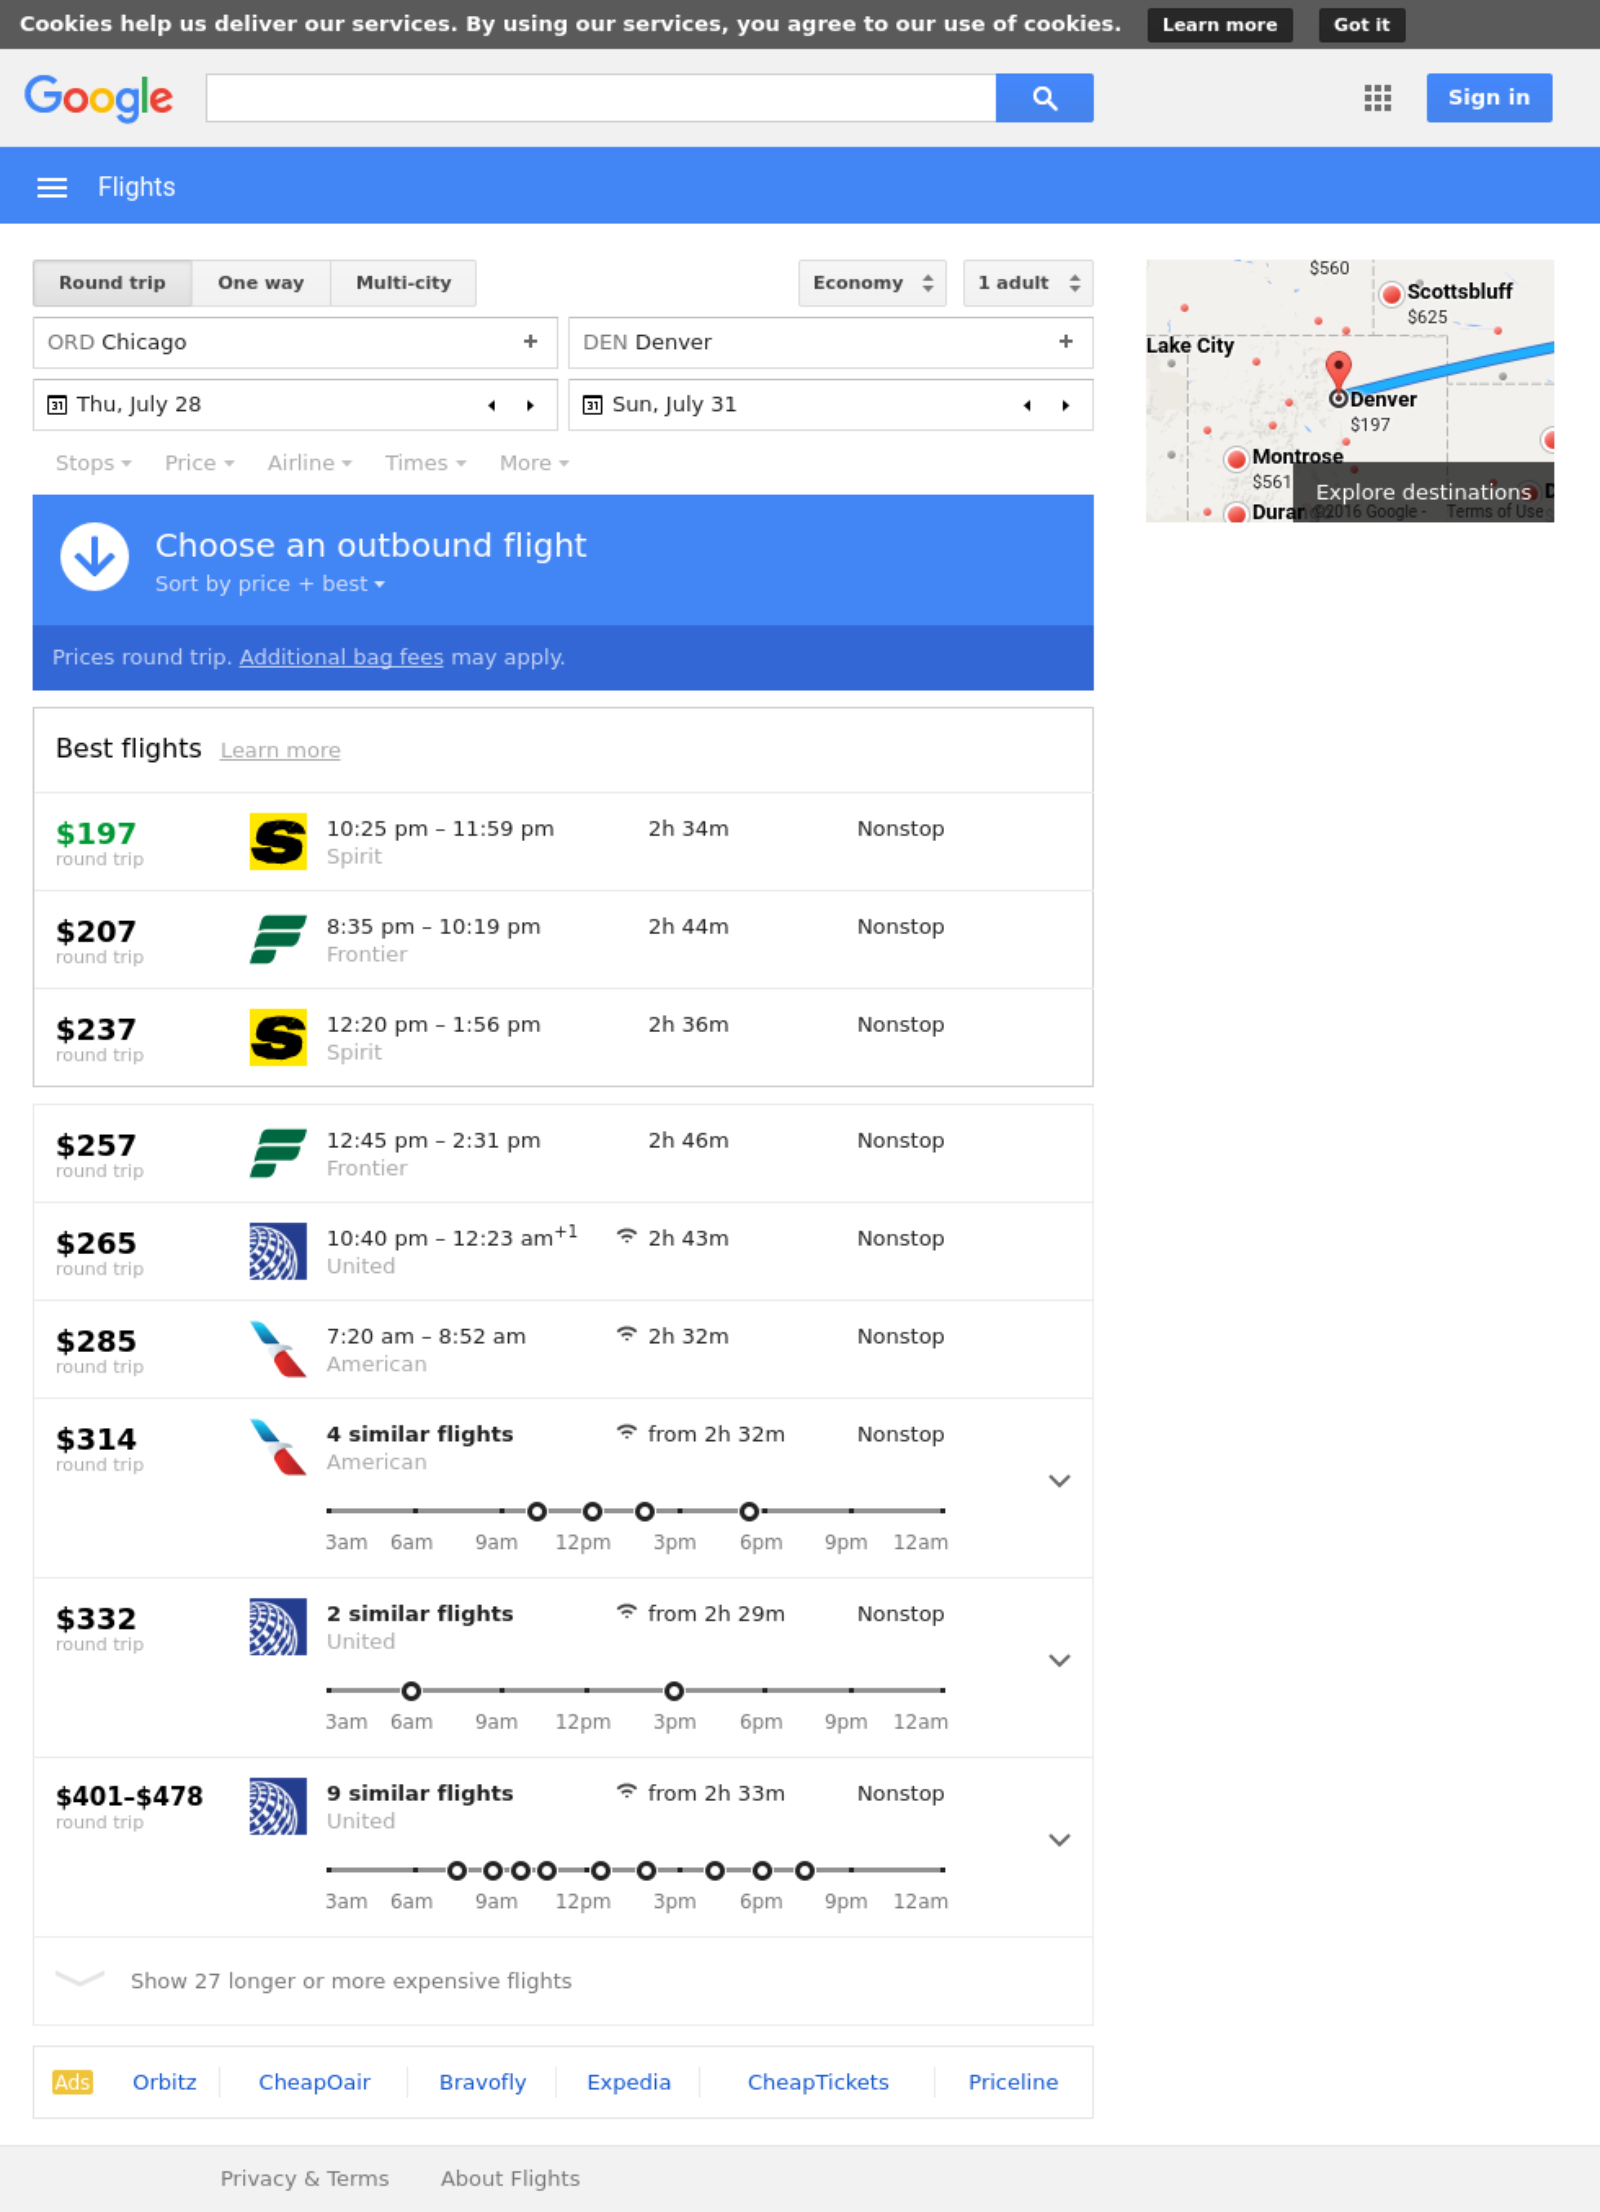 Cookies help us deliver our services. By using our services, you agree to our use of cookies. Learn more Got it
Google Sign in
Flights
Round trip One way Multi-city Economy 1 adult
ORD Chicago + DEN Denver +
31 Thu, July 28 31 Sun, July 31
Stops Price Airline Times More
$560
Scottsbluff
$625
Lake City
Denver
$197
Montrose
$561
Explore destinations
©2016 Google - Terms of Use
Choose an outbound flight
Sort by price + best
Prices round trip. Additional bag fees may apply.
Best flights Learn more
$197 10:25 pm – 11:59 pm 2h 34m Nonstop
round trip Spirit
$207 8:35 pm – 10:19 pm 2h 44m Nonstop
round trip Frontier
$237 12:20 pm – 1:56 pm 2h 36m Nonstop
round trip Spirit
$257 12:45 pm – 2:31 pm 2h 46m Nonstop
round trip Frontier
$265 10:40 pm – 12:23 am+1 2h 43m Nonstop
round trip United
$285 7:20 am – 8:52 am 2h 32m Nonstop
round trip American
$314 4 similar flights from 2h 32m Nonstop
round trip American
3am 6am 9am 12pm 3pm 6pm 9pm 12am
$332 2 similar flights from 2h 29m Nonstop
round trip United
3am 6am 9am 12pm 3pm 6pm 9pm 12am
$401–$478 9 similar flights from 2h 33m Nonstop
round trip United
3am 6am 9am 12pm 3pm 6pm 9pm 12am
Show 27 longer or more expensive flights
Ads Orbitz CheapOair Bravofly Expedia CheapTickets Priceline
Privacy & Terms About Flights